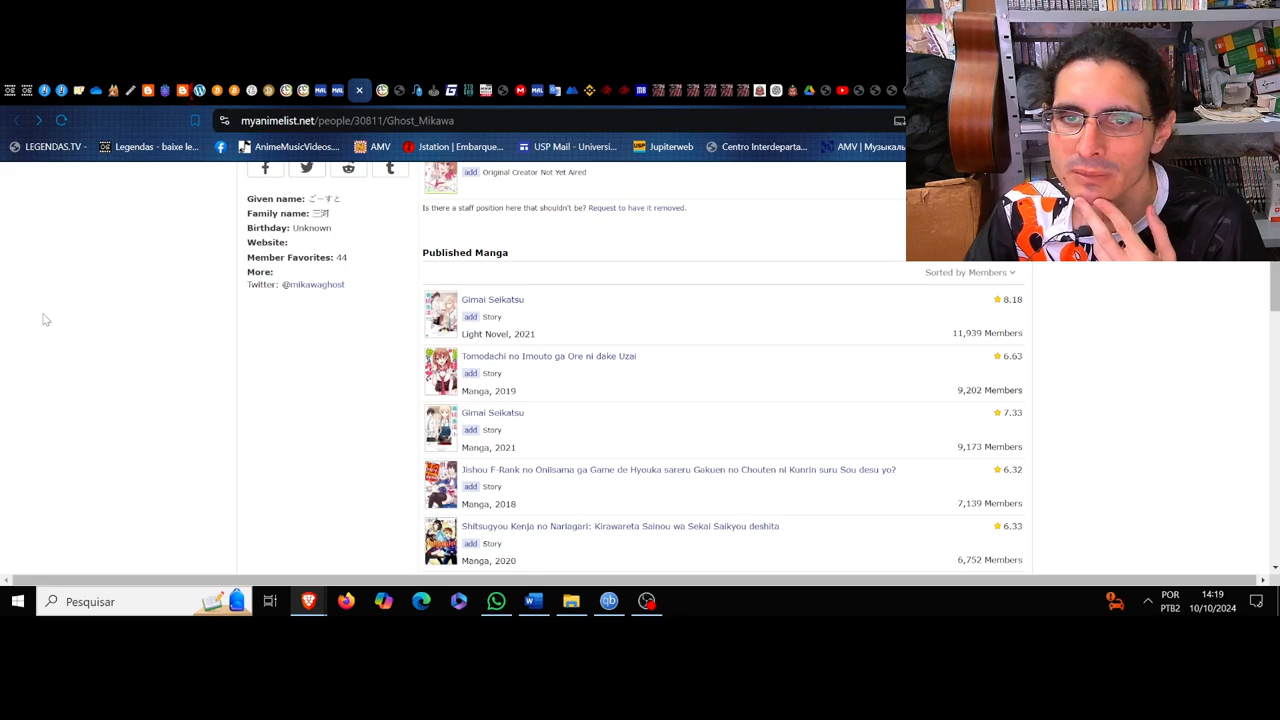 myanimelist.net/people/30811/Ghost_Mikawa
LEGENDAS.TV -
Legendas - baixe le...
AnimeMusicVideos...
AMV
Jstation | Embarque...
USP Mail - Universi...
Jupiterweb
Centro Interdeparta...
AMV | Музыкаль
add Original Creator Not Yet Aired
Is there a staff position here that shouldn't be? Request to have it removed.
Given name: ごーすと
Family name: 三河
Birthday: Unknown
Website:
Member Favorites: 44
More:
Twitter: @mikawaghost
Published Manga
Sorted by Members
Gimai Seikatsu
8.18
add Story
Light Novel, 2021
11,939 Members
Tomodachi no Imouto ga Ore ni dake Uzai
6.63
add Story
Manga, 2019
9,202 Members
Gimai Seikatsu
7.33
add Story
Manga, 2021
9,173 Members
Jishou F-Rank no Oniisama ga Game de Hyouka sareru Gakuen no Chouten ni Kunrin suru Sou desu yo?
6.32
add Story
Manga, 2018
7,139 Members
Shitsugyou Kenja no Nariagari: Kirawareta Sainou wa Sekai Saikyou deshita
6.33
add Story
Manga, 2020
6,752 Members
Pesquisar
POR
PTB2
14:19
10/10/2024